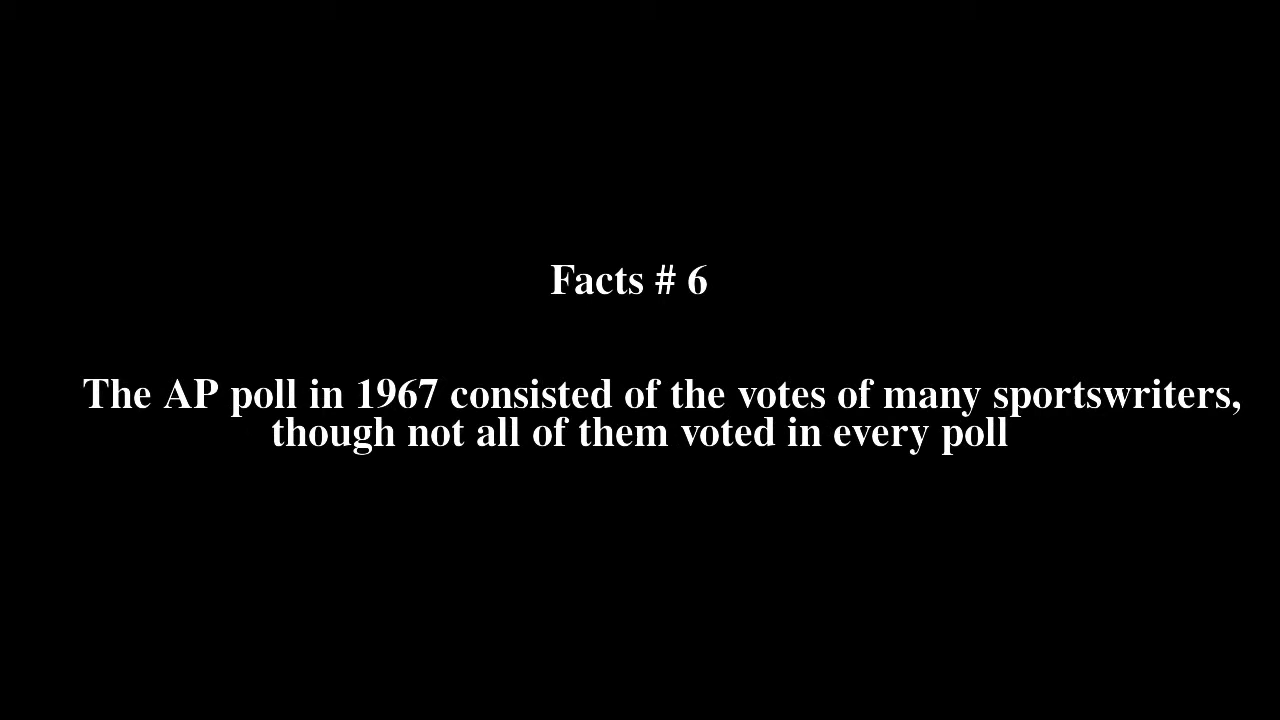 Facts # 6
The AP poll in 1967 consisted of the votes of many sportswriters,
though not all of them voted in every poll